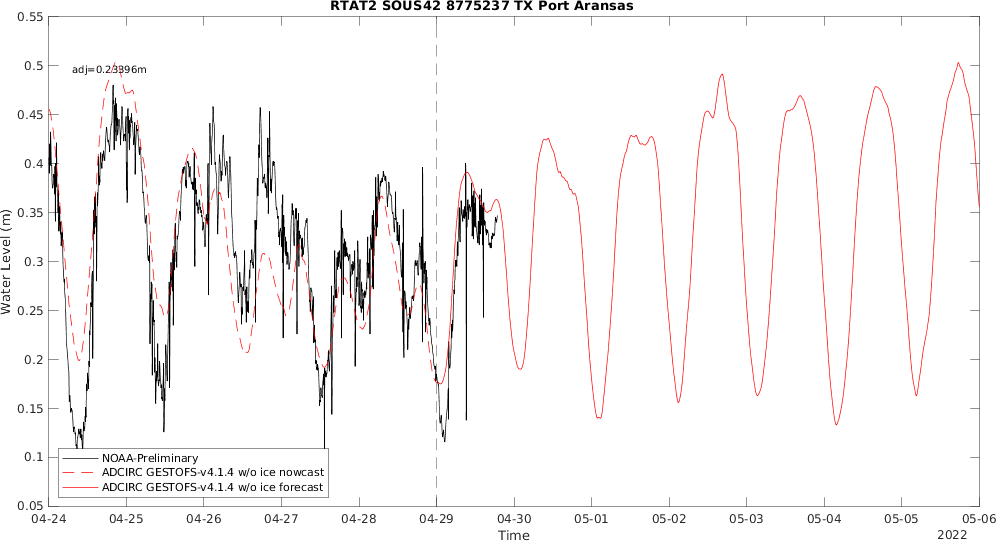 RTAT2 SOUS42 8775237 TX Port Aransas
0.55
0.5
0.45
0.4
0.35
0.3
0.25
0.2
0.15
0.1
0.05
Water Level (m)
adj=0.23396m
NOAA-Preliminary
ADCIRC GESTOFS-v4.1.4 w/o ice nowcast
ADCIRC GESTOFS-v4.1.4 w/o ice forecast
04-24 04-25 04-26 04-27 04-28 04-29 04-30 05-01 05-02 05-03 05-04 05-05 05-06
Time
2022